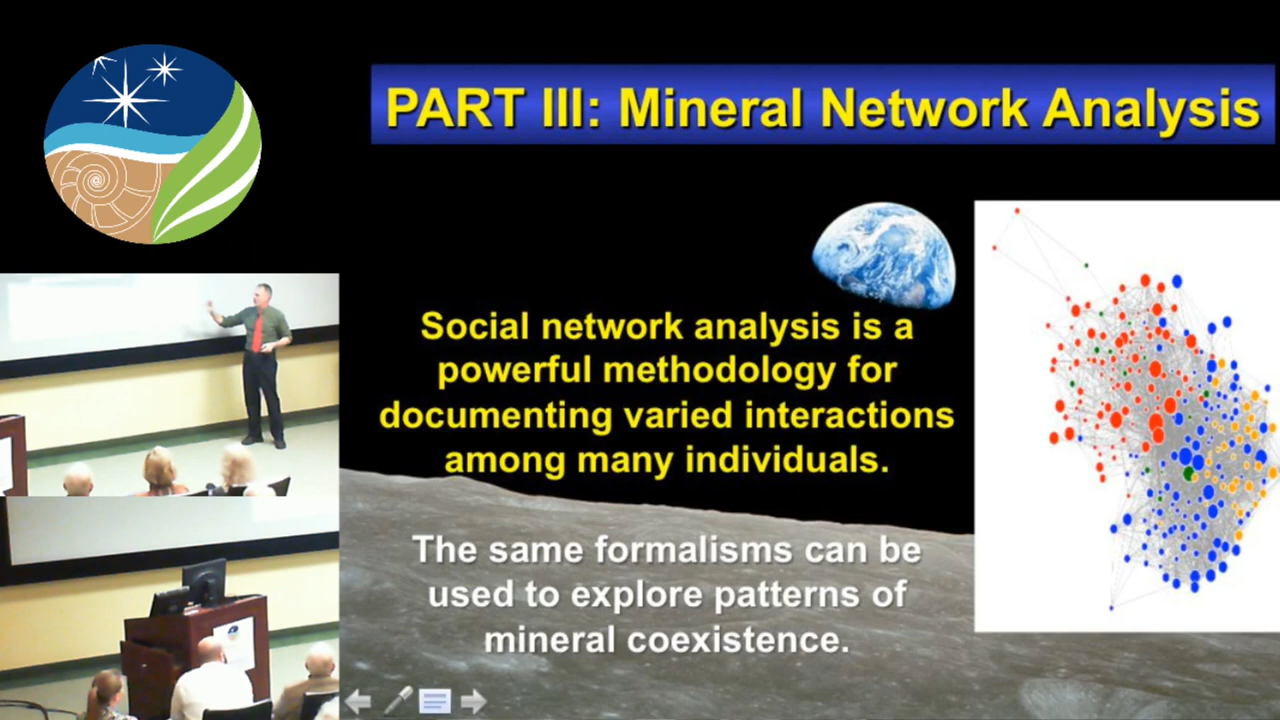 PART III: Mineral Network Analysis
Social network analysis is a
powerful methodology for
documenting varied interactions
among many individuals.
The same formalisms can be
used to explore patterns of
mineral coexistence.